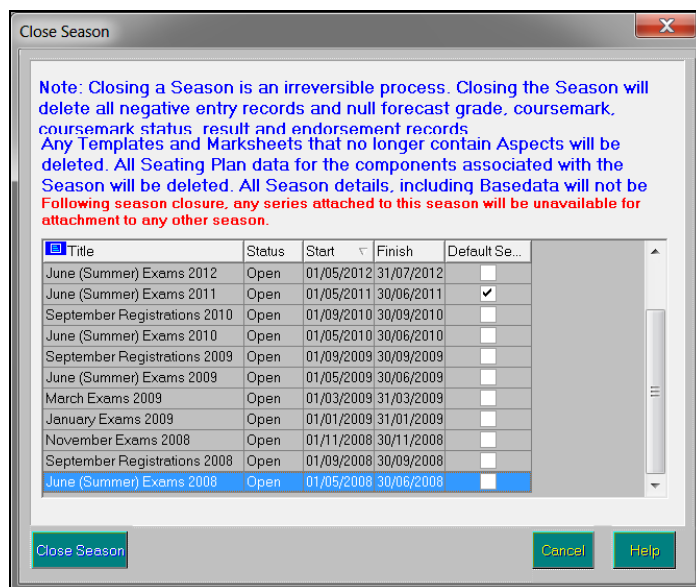 Close Season
Note: Closing a Season is an irreversible process. Closing the Season will
delete all negative entry records and null forecast grade, coursemark,
coursemark status, result and endorsement records
Any Templates and Marksheets that no longer contain Aspects will be
deleted. All Seating Plan data for the components associated with the
Season will be deleted. All Season details, including Basedata will not be
Following season closure, any series attached to this season will be unavailable for
attachment to any other season.
Title Status Start Finish Default Se...
June (Summer) Exams 2012 Open 01/05/2012 31/07/2012
June (Summer) Exams 2011 Open 01/05/2011 30/06/2011
September Registrations 2010 Open 01/09/2010 30/09/2010
June (Summer) Exams 2010 Open 01/05/2010 30/06/2010
September Registrations 2009 Open 01/09/2009 30/09/2009
June (Summer) Exams 2009 Open 01/05/2009 30/06/2009
March Exams 2009 Open 01/03/2009 31/03/2009
January Exams 2009 Open 01/01/2009 31/01/2009
November Exams 2008 Open 01/11/2008 30/11/2008
September Registrations 2008 Open 01/09/2008 30/09/2008
June (Summer) Exams 2008 Open 01/05/2008 30/06/2008
Close Season Cancel Help